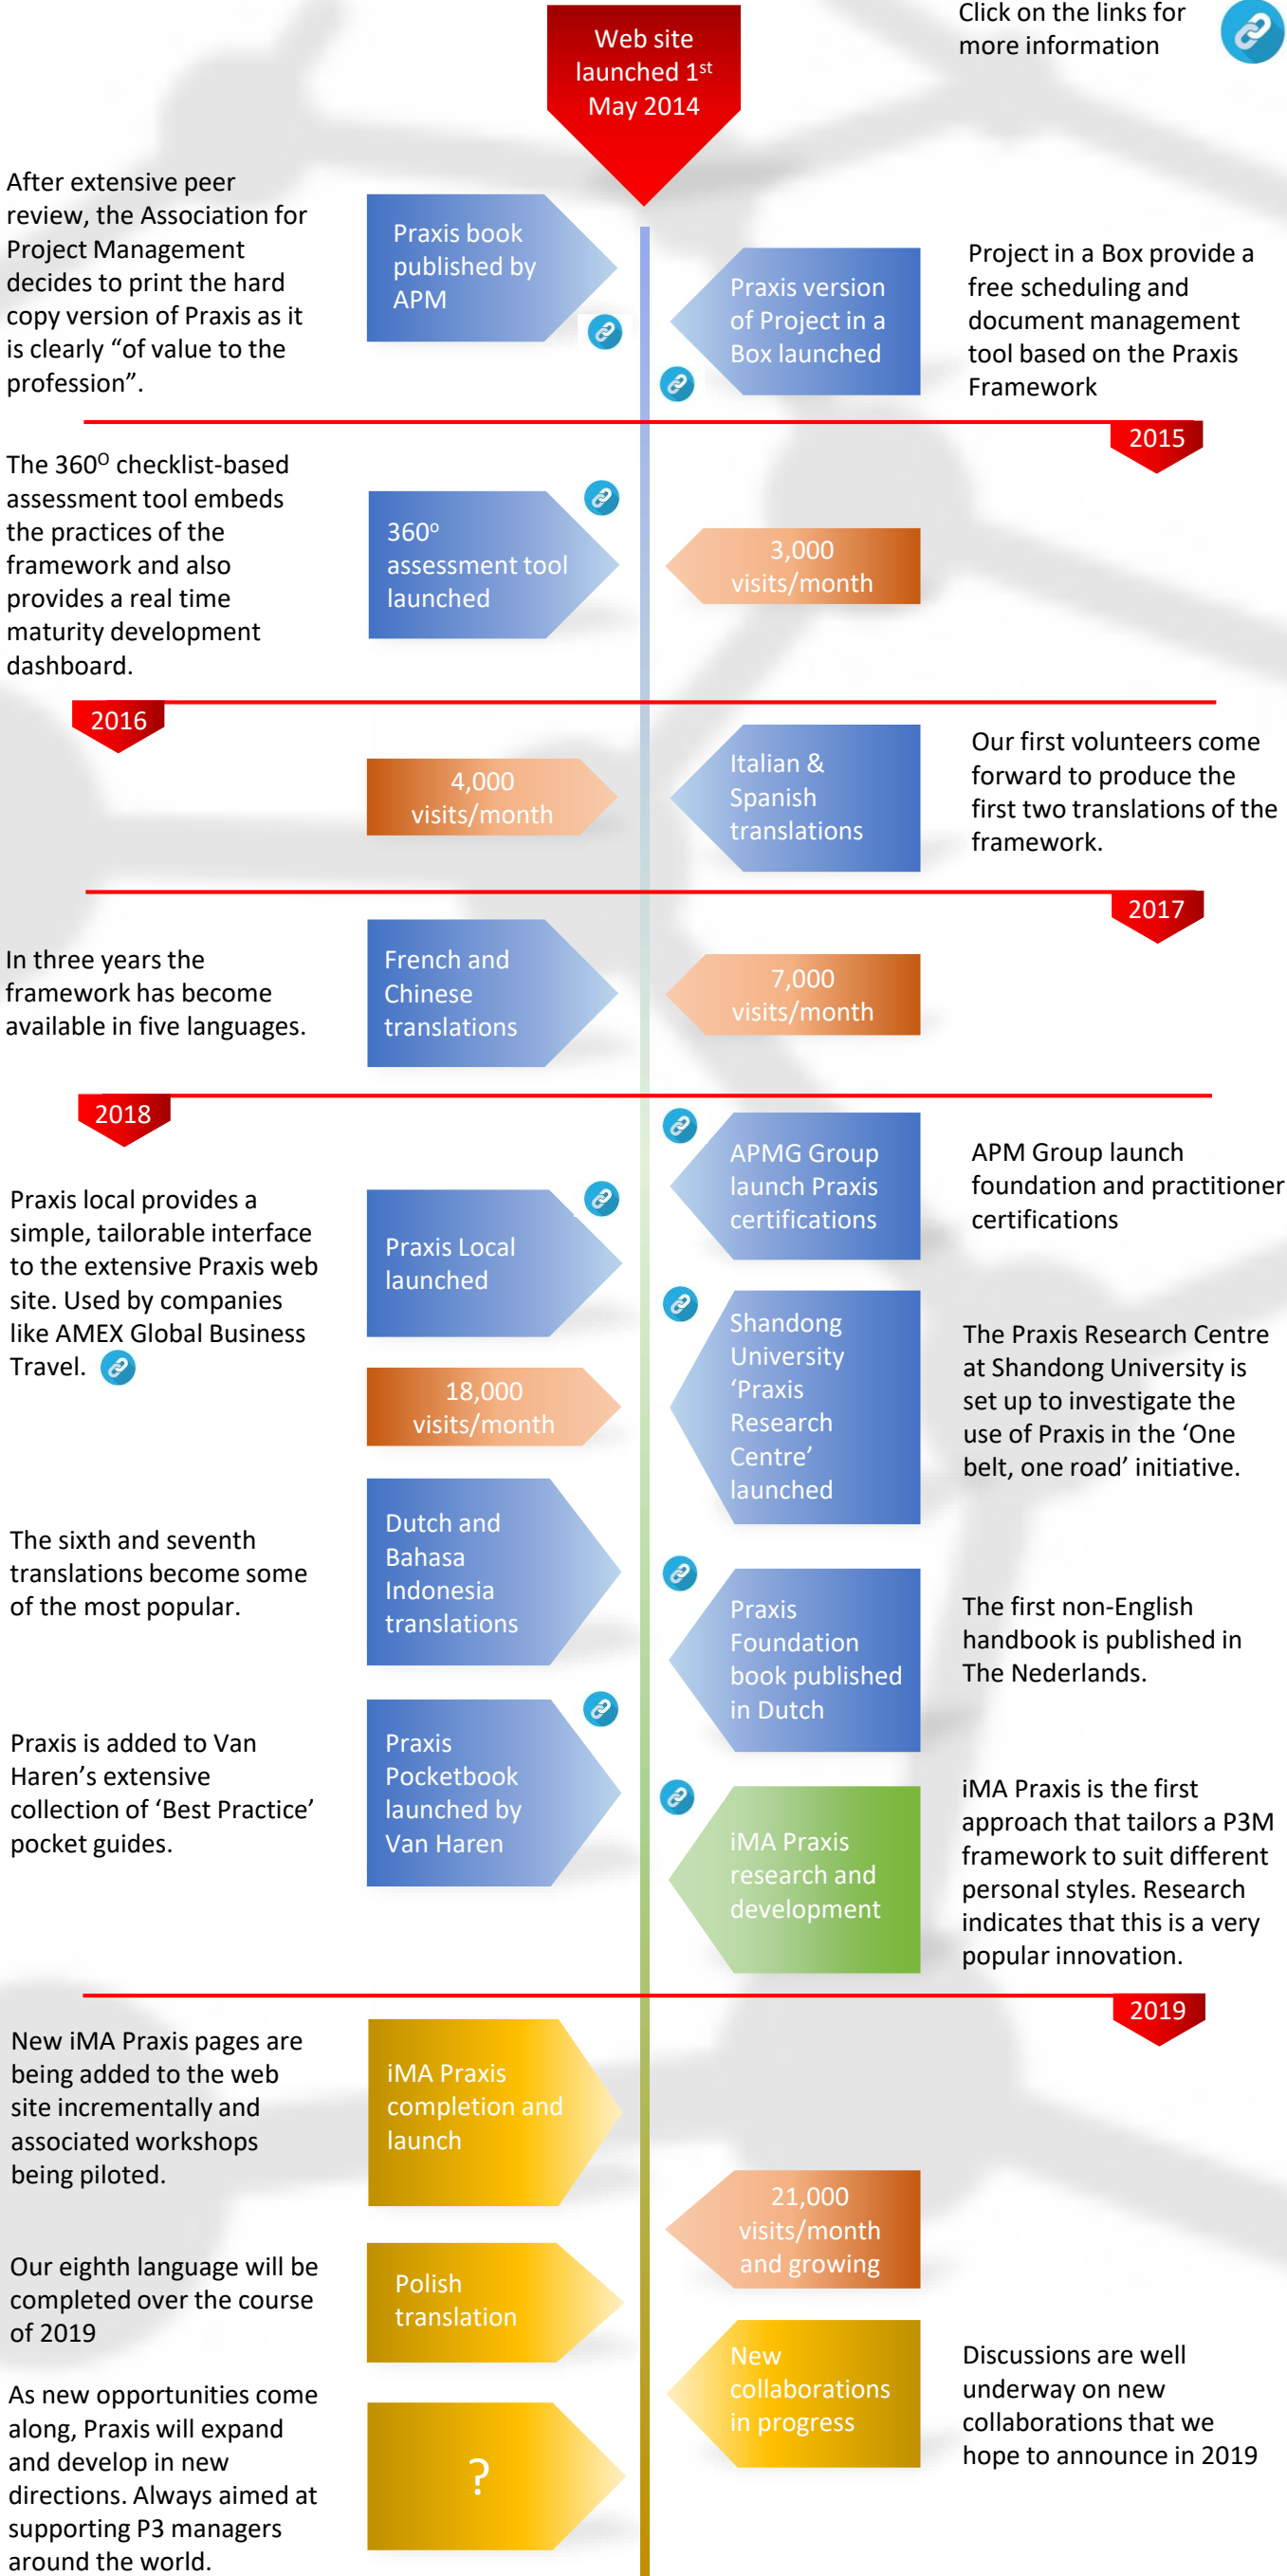 Click on the links for
more information
Web site
launched 1st
May 2014
After extensive peer
review, the Association for
Project Management
decides to print the hard
copy version of Praxis as it
is clearly “of value to the
profession”.
Praxis book
published by
APM
Praxis version
of Project in a
Box launched
Project in a Box provide a
free scheduling and
document management
tool based on the Praxis
Framework
2015
The 360O checklist-based
assessment tool embeds
the practices of the
framework and also
provides a real time
maturity development
dashboard.
360o
assessment tool
launched
3,000
visits/month
2016
4,000
visits/month
Italian &
Spanish
translations
Our first volunteers come
forward to produce the
first two translations of the
framework.
2017
In three years the
framework has become
available in five languages.
French and
Chinese
translations
7,000
visits/month
2018
APMG Group
launch Praxis
certifications
APM Group launch
foundation and practitioner
certifications
Praxis local provides a
simple, tailorable interface
to the extensive Praxis web
site. Used by companies
like AMEX Global Business
Travel.
Praxis Local
launched
Shandong
University
‘Praxis
Research
Centre’
launched
The Praxis Research Centre
at Shandong University is
set up to investigate the
use of Praxis in the ‘One
belt, one road’ initiative.
18,000
visits/month
The sixth and seventh
translations become some
of the most popular.
Dutch and
Bahasa
Indonesia
translations
Praxis
Foundation
book published
in Dutch
The first non-English
handbook is published in
The Nederlands.
Praxis is added to Van
Haren’s extensive
collection of ‘Best Practice’
pocket guides.
Praxis
Pocketbook
launched by
Van Haren
iMA Praxis
research and
development
iMA Praxis is the first
approach that tailors a P3M
framework to suit different
personal styles. Research
indicates that this is a very
popular innovation.
2019
New iMA Praxis pages are
being added to the web
site incrementally and
associated workshops
being piloted.
iMA Praxis
completion and
launch
21,000
visits/month
and growing
Our eighth language will be
completed over the course
of 2019
Polish
translation
New
collaborations
in progress
Discussions are well
underway on new
collaborations that we
hope to announce in 2019
As new opportunities come
along, Praxis will expand
and develop in new
directions. Always aimed at
supporting P3 managers
around the world.
?